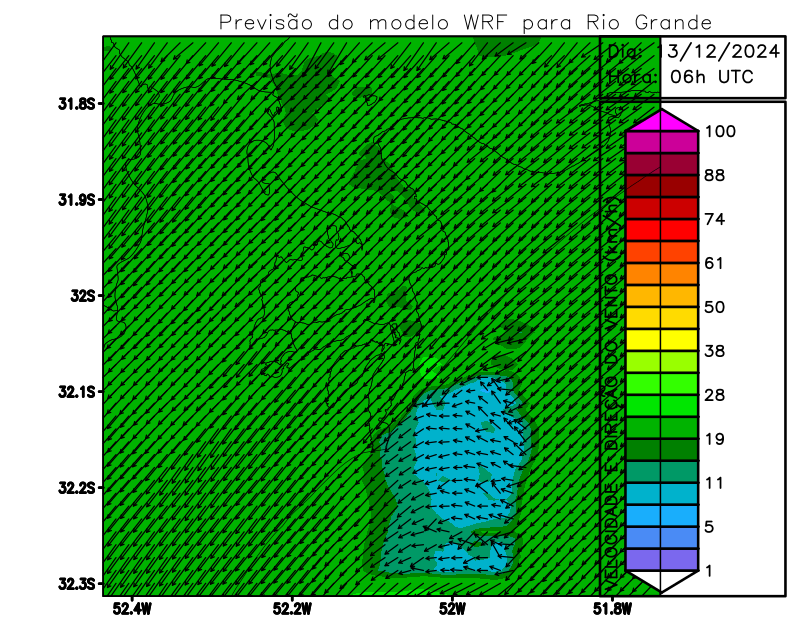 Previsão do modelo WRF para Rio Grande
Dia: 13/12/2024
Hora: 06h UTC
31.8S
31.9S
32S
32.1S
32.2S
32.3S
52.4W
52.2W
52W
51.8W
VELOCIDADE E DIREÇÃO DO VENTO (km/h)
100
88
74
61
50
38
28
19
11
5
1